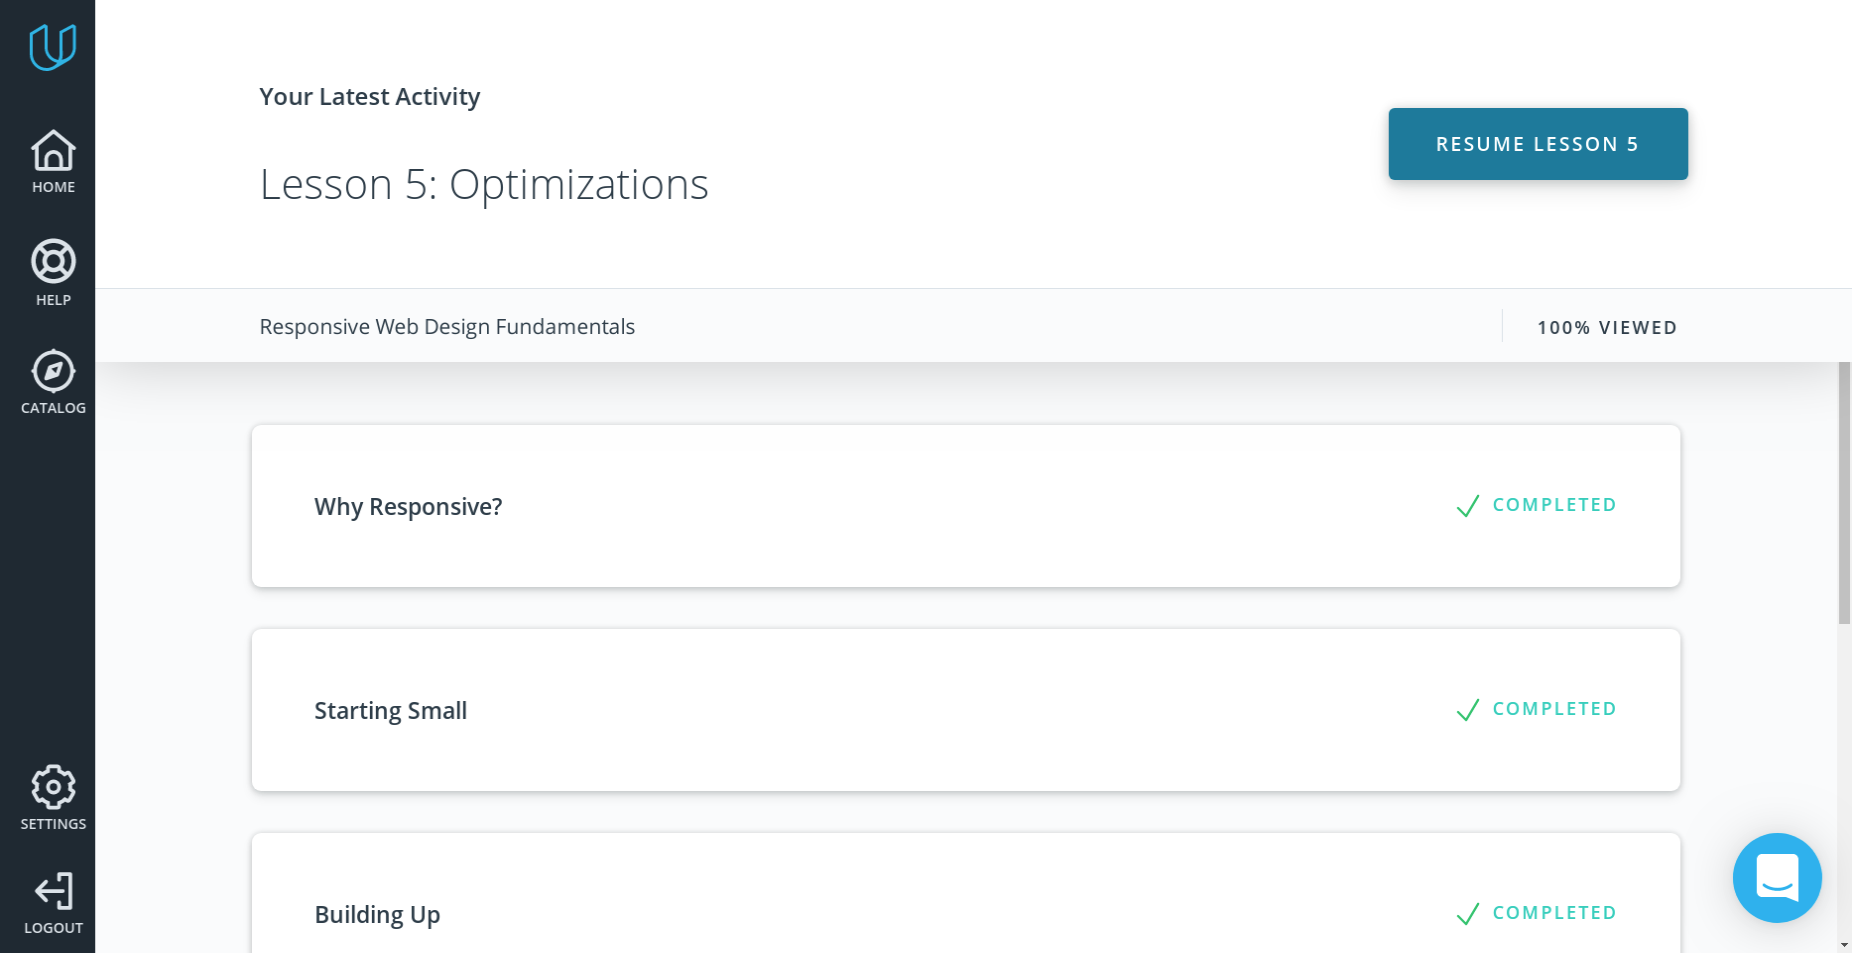 HOME
HELP
CATALOG
SETTINGS
LOGOUT
Your Latest Activity
Lesson 5: Optimizations
RESUME LESSON 5
Responsive Web Design Fundamentals
100% VIEWED
Why Responsive?
COMPLETED
Starting Small
COMPLETED
Building Up
COMPLETED